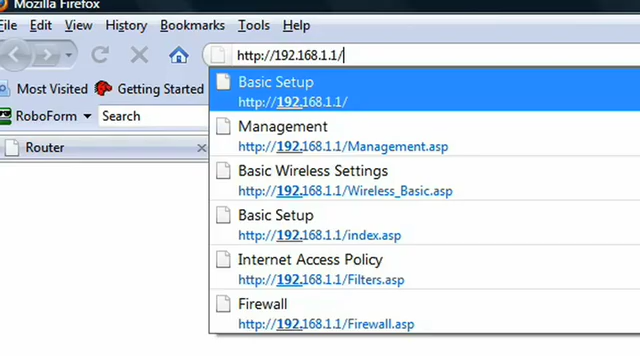 Mozilla Firefox
File Edit View History Bookmarks Tools Help
http://192.168.1.1/
Most Visited Getting Started
RoboForm Search
Router
Basic Setup
http://192.168.1.1/
Management
http://192.168.1.1/Management.asp
Basic Wireless Settings
http://192.168.1.1/Wireless_Basic.asp
Basic Setup
http://192.168.1.1/index.asp
Internet Access Policy
http://192.168.1.1/Filters.asp
Firewall
http://192.168.1.1/Firewall.asp